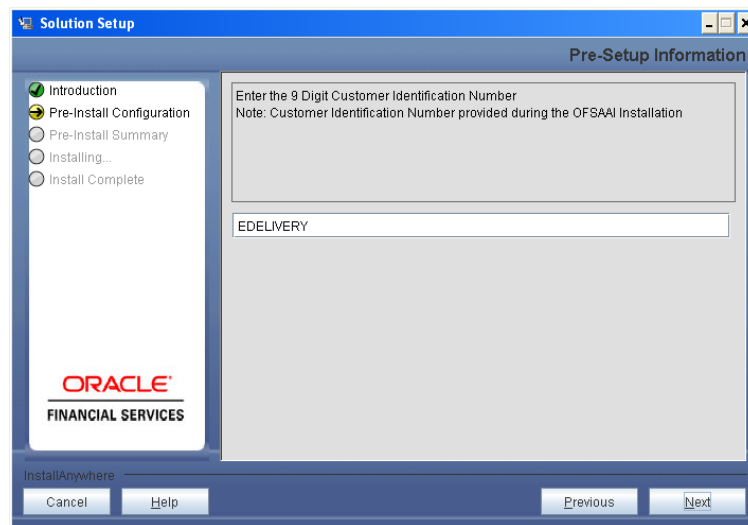 Solution Setup
Pre-Setup Information
Introduction
Pre-Install Configuration
Pre-Install Summary
Installing...
Install Complete
ORACLE
FINANCIAL SERVICES
Enter the 9 Digit Customer Identification Number
Note: Customer Identification Number provided during the OFSAAI Installation
EDELIVERY
InstallAnywhere
Cancel
Help
Previous
Next